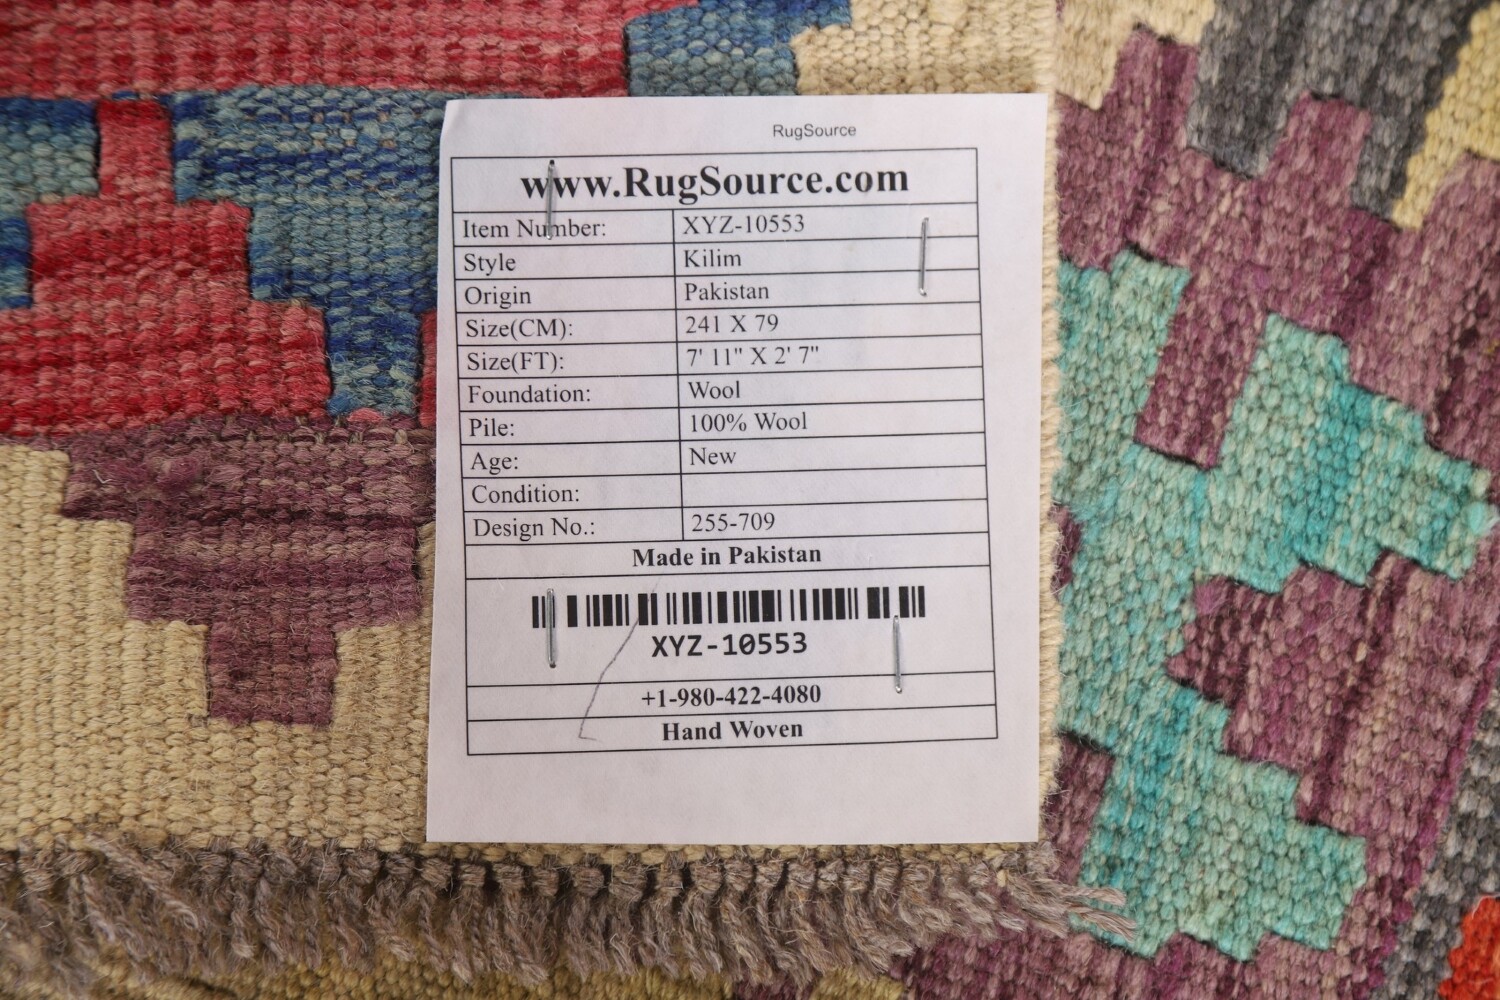 RugSource
www.RugSource.com
Item Number: XYZ-10553
Style Kilim
Origin Pakistan
Size(CM): 241 X 79
Size(FT): 7' 11" X 2' 7"
Foundation: Wool
Pile: 100% Wool
Age: New
Condition:
Design No.: 255-709
Made in Pakistan
XYZ-10553
+1-980-422-4080
Hand Woven